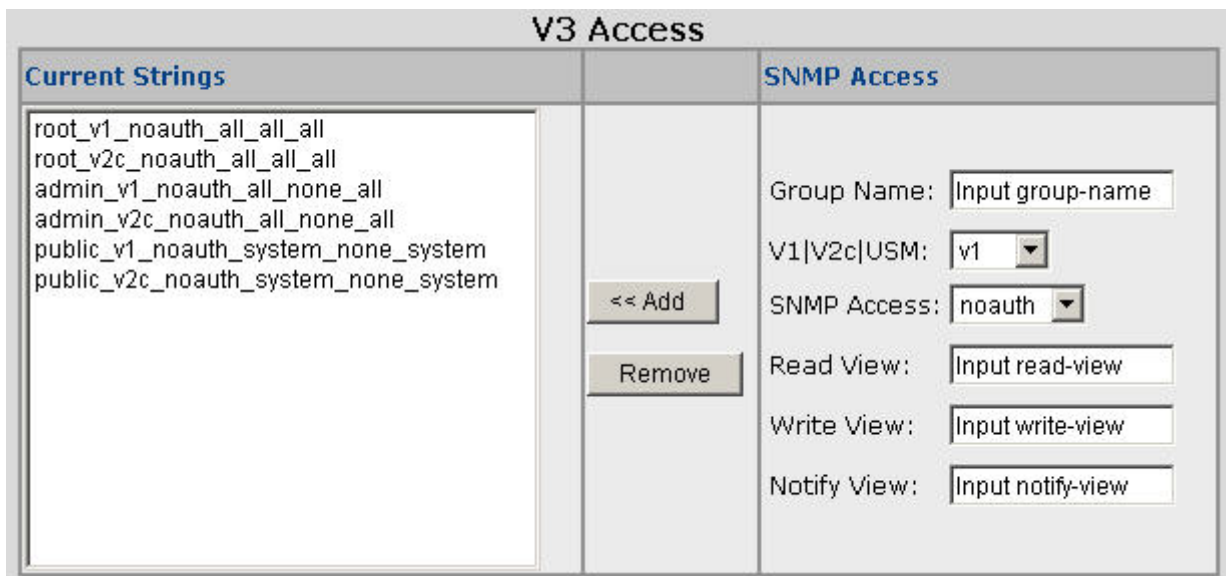 V3 Access
Current Strings
SNMP Access
root_v1_noauth_all_all_all
root_v2c_noauth_all_all_all
admin_v1_noauth_all_none_all
admin_v2c_noauth_all_none_all
public_v1_noauth_system_none_system
public_v2c_noauth_system_none_system
<< Add
Remove
Group Name: Input group-name
V1|V2c|USM: v1
SNMP Access: noauth
Read View: Input read-view
Write View: Input write-view
Notify View: Input notify-view